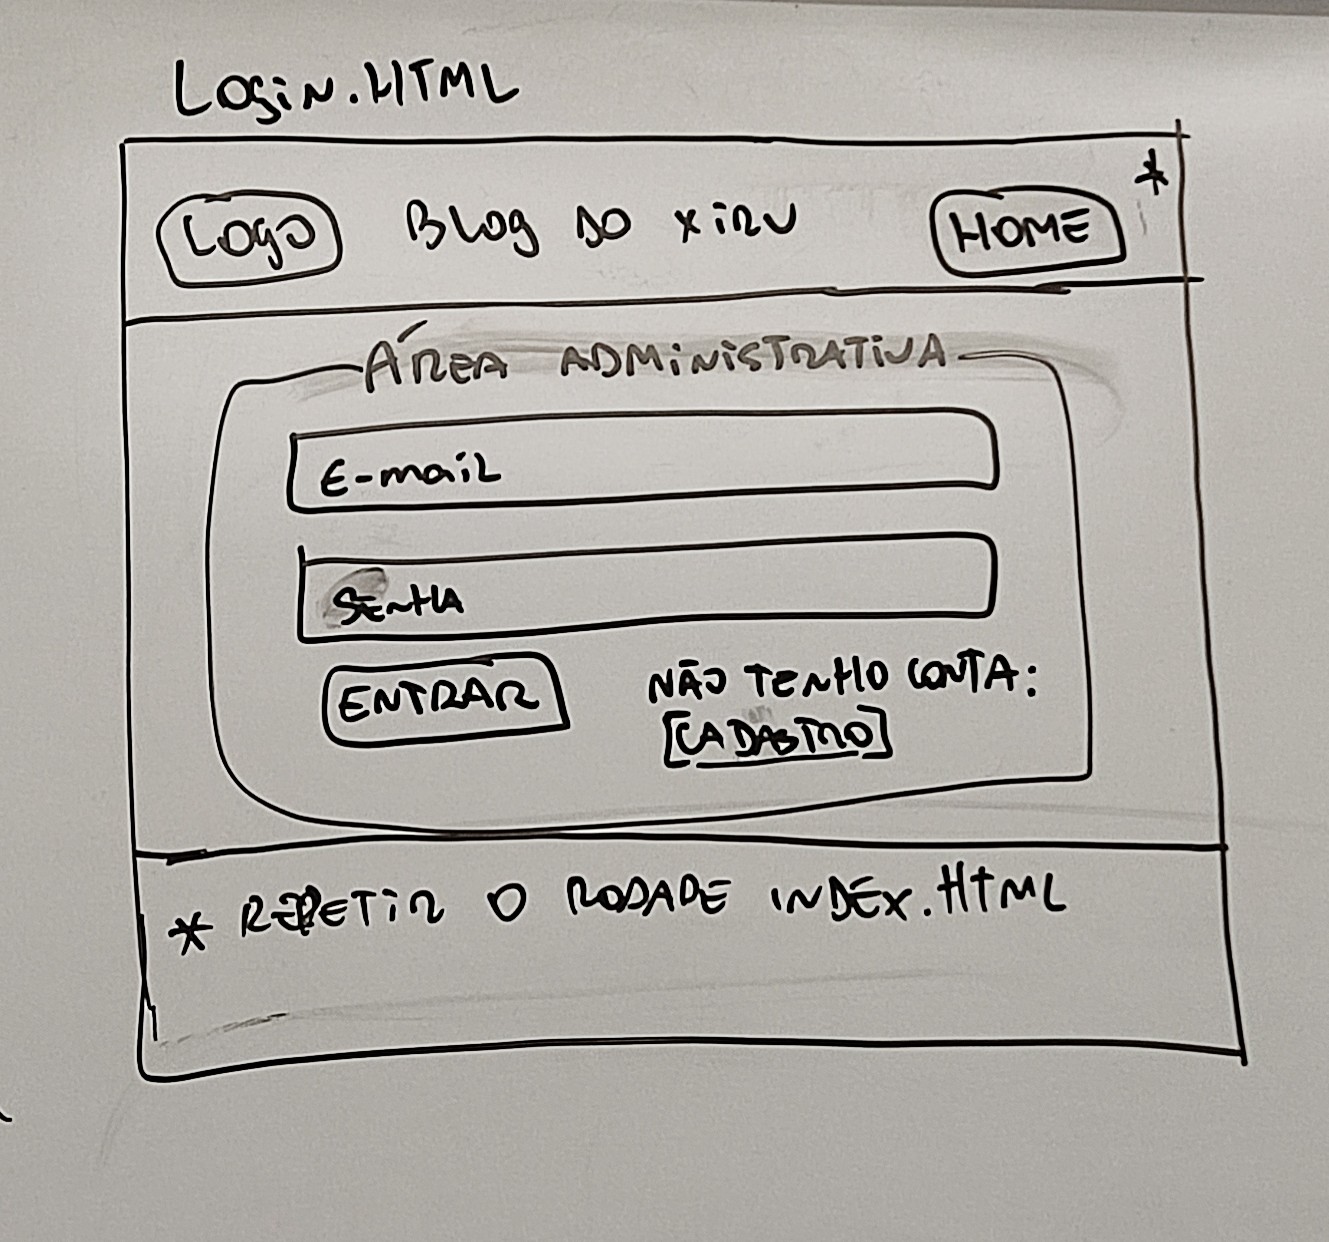 LOGIN.HTML
*
LOGO BLOG DO XIRU HOME
ÁREA ADMINISTRATIVA
E-MAIL
SENHA
ENTRAR NÃO TENHO CONTA:
[CADASTRO]
* REPETIR O RODAPE INDEX.HTML